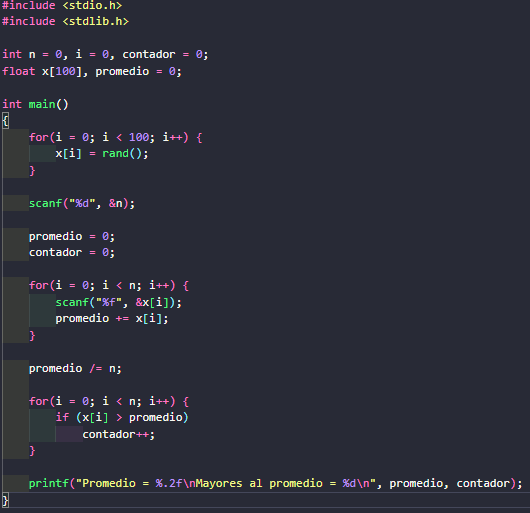 #include <stdio.h>
#include <stdlib.h>
int n = 0, i = 0, contador = 0;
float x[100], promedio = 0;
int main()
{
for(i = 0; i < 100; i++) {
x[i] = rand();
}
scanf("%d", &n);
promedio = 0;
contador = 0;
for(i = 0; i < n; i++) {
scanf("%f", &x[i]);
promedio += x[i];
}
promedio /= n;
for(i = 0; i < n; i++) {
if (x[i] > promedio)
contador++;
}
printf("Promedio = %.2f\nMayores al promedio = %d\n", promedio, contador);
}